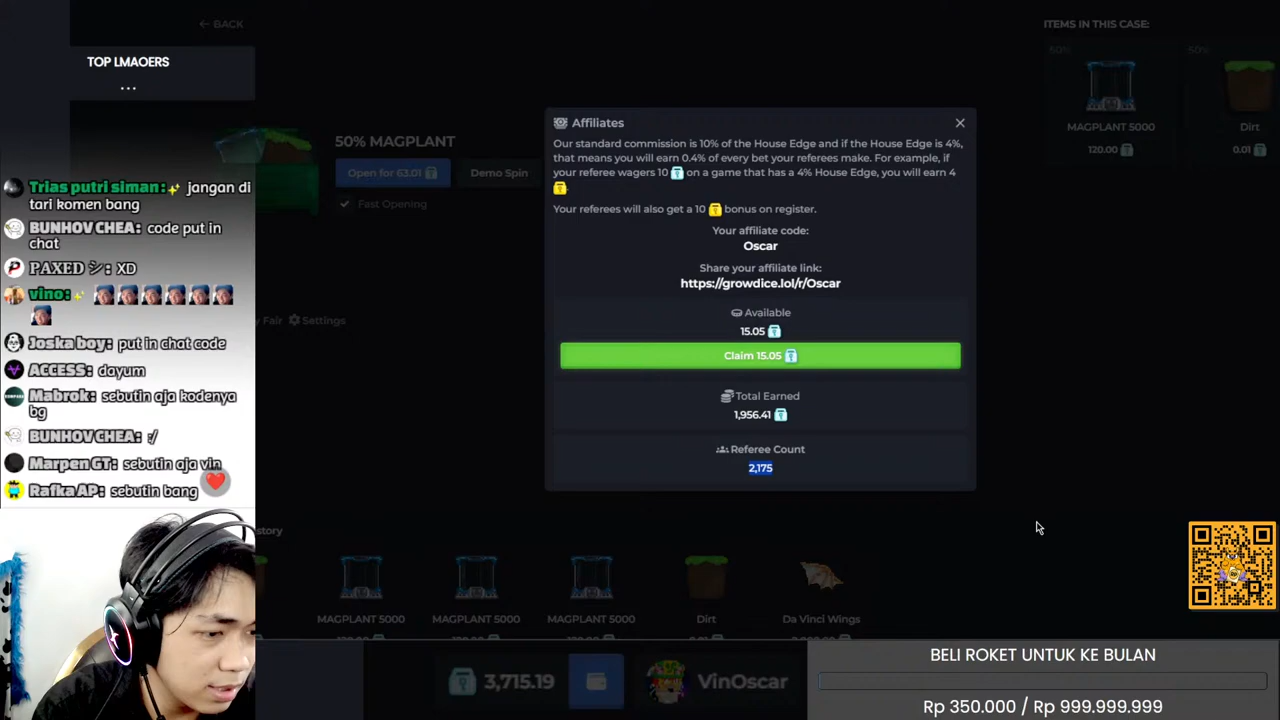 BACK
ITEMS IN THIS CASE:
TOP LMAOERS
...
50%
50%
MAGPLANT 5000
120.00
Dirt
0.01
50% MAGPLANT
Open for 63.01
Demo Spin
Fast Opening
Affiliates
Our standard commission is 10% of the House Edge and if the House Edge is 4%,
that means you will earn 0.4% of every bet your referees make. For example, if
your referee wagers 10 on a game that has a 4% House Edge, you will earn 4
.
Your referees will also get a 10 bonus on register.
Your affiliate code:
Oscar
Share your affiliate link:
https://growdice.lol/r/Oscar
Available
15.05
Claim 15.05
Total Earned
1,956.41
Referee Count
2,175
Trias putri siman: jangan di
tari komen bang
BUNHOV CHEA: code put in
chat
PAXED シ: XD
vino:
Joska boy: put in chat code
ACCESS: dayum
Mabrok: sebutin aja kodenya
bg
BUNHOV CHEA: :/
Marpen GT: sebutin aja vin
Rafka AP: sebutin bang
y Fair Settings
story
MAGPLANT 5000
MAGPLANT 5000
MAGPLANT 5000
Dirt
Da Vinci Wings
3,715.19
VinOscar
BELI ROKET UNTUK KE BULAN
Rp 350.000 / Rp 999.999.999